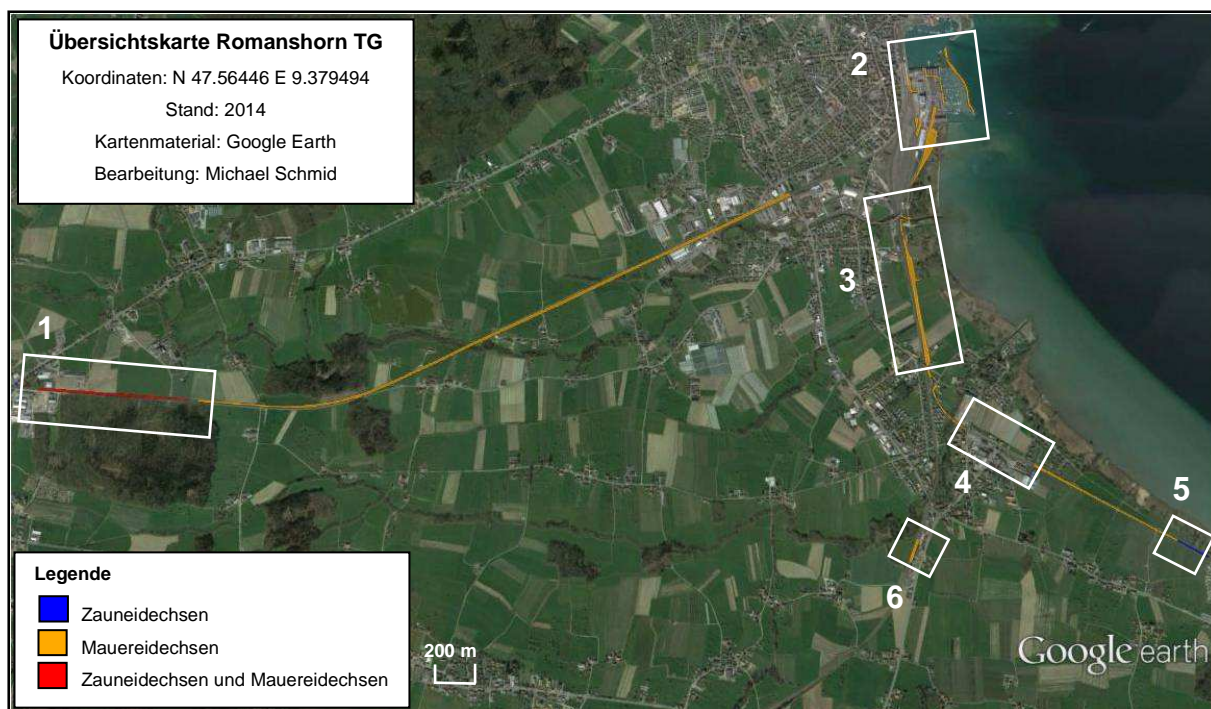 Übersichtskarte Romanshorn TG
Koordinaten: N 47.56446 E 9.379494
Stand: 2014
Kartenmaterial: Google Earth
Bearbeitung: Michael Schmid
2
3
1
4
5
6
Legende
Zauneidechsen
Mauereidechsen
Zauneidechsen und Mauereidechsen
200 m
Google earth